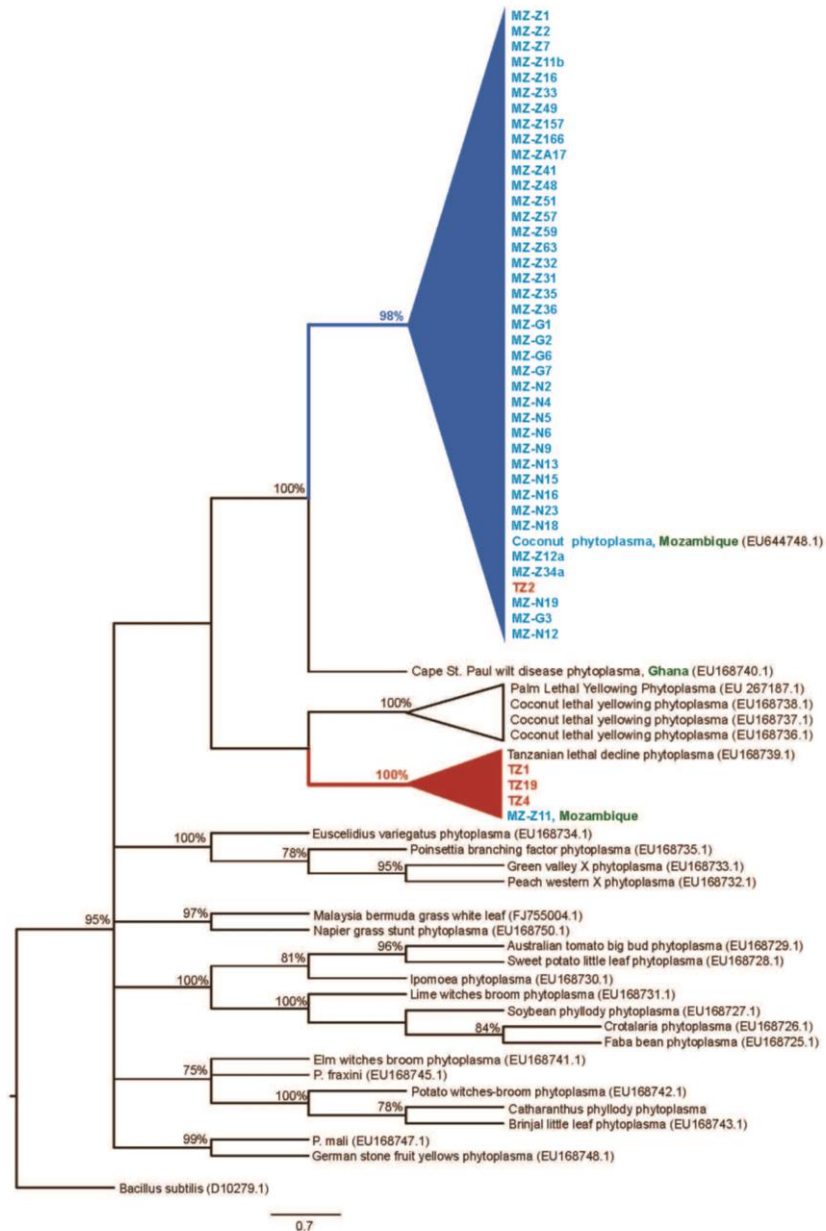 MZ-Z1
MZ-Z2
MZ-Z7
MZ-Z11b
MZ-Z16
MZ-Z33
MZ-Z49
MZ-Z157
MZ-Z166
MZ-ZA17
MZ-Z41
MZ-Z48
MZ-Z51
MZ-Z57
MZ-Z59
MZ-Z63
MZ-Z32
MZ-Z31
MZ-Z35
MZ-Z36
98%
MZ-G1
MZ-G2
MZ-G6
MZ-G7
MZ-N2
MZ-N4
MZ-N5
MZ-N6
MZ-N9
MZ-N13
MZ-N15
100%
MZ-N16
MZ-N23
MZ-N18
Coconut phytoplasma, Mozambique (EU644748.1)
MZ-Z12a
MZ-Z34a
TZ2
MZ-N19
MZ-G3
MZ-N12
Cape St. Paul wilt disease phytoplasma, Ghana (EU168740.1)
Palm Lethal Yellowing Phytoplasma (EU 267187.1)
100%
Coconut lethal yellowing phytoplasma (EU168738.1)
Coconut lethal yellowing phytoplasma (EU168737.1)
Coconut lethal yellowing phytoplasma (EU168736.1)
Tanzanian lethal decline phytoplasma (EU168739.1)
100%
TZ1
TZ19
TZ4
MZ-Z11, Mozambique
100%
Euscelidius variegatus phytoplasma (EU168734.1)
78%
Poinsettia branching factor phytoplasma (EU168735.1)
95%
Green valley X phytoplasma (EU168733.1)
Peach western X phytoplasma (EU168732.1)
95%
97%
Malaysia bermuda grass white leaf (FJ755004.1)
Napier grass stunt phytoplasma (EU168750.1)
96%
Australian tomato big bud phytoplasma (EU168729.1)
81%
Sweet potato little leaf phytoplasma (EU168728.1)
100%
Ipomoea phytoplasma (EU168730.1)
100%
Lime witches broom phytoplasma (EU168731.1)
Soybean phyllody phytoplasma (EU168727.1)
84%
Crotalaria phytoplasma (EU168726.1)
Faba bean phytoplasma (EU168725.1)
75%
Elm witches broom phytoplasma (EU168741.1)
P. fraxini (EU168745.1)
100%
Potato witches-broom phytoplasma (EU168742.1)
78%
Catharanthus phyllody phytoplasma
Brinjal little leaf phytoplasma (EU168743.1)
99%
P. mali (EU168747.1)
German stone fruit yellows phytoplasma (EU168748.1)
Bacillus subtilis (D10279.1)
0.7